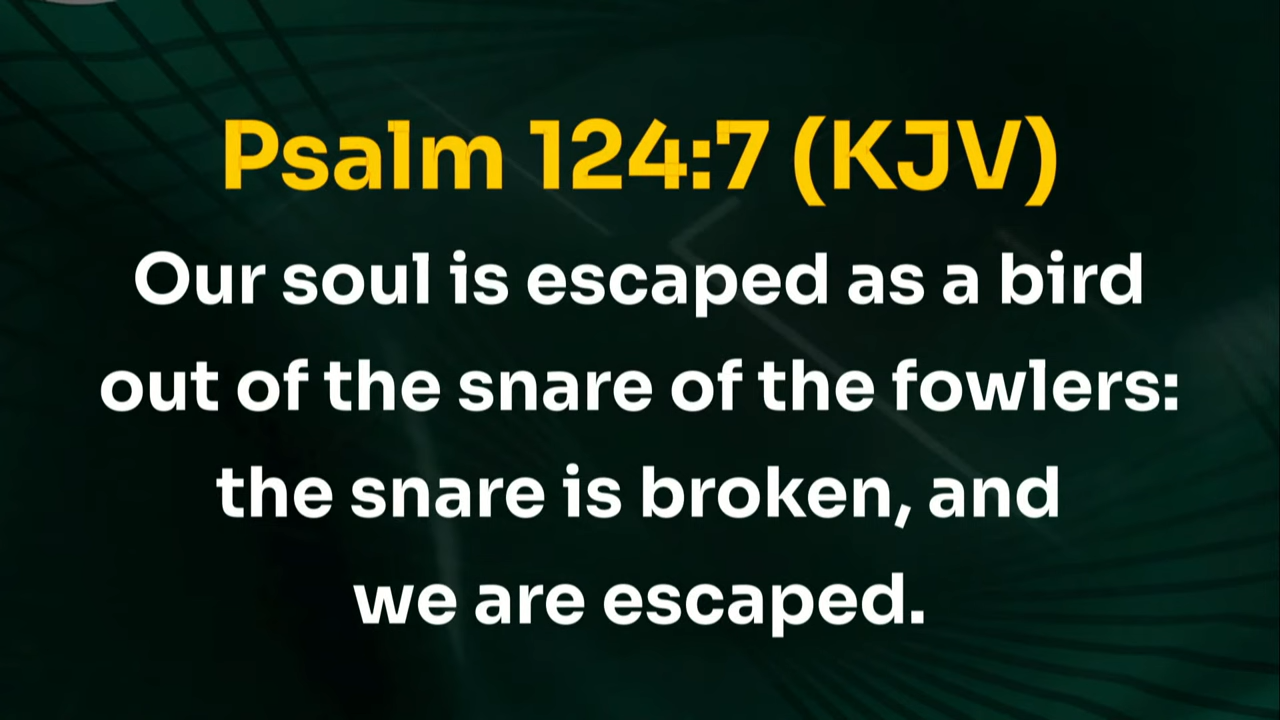 Psalm 124:7 (KJV)
Our soul is escaped as a bird
out of the snare of the fowlers:
the snare is broken, and
we are escaped.